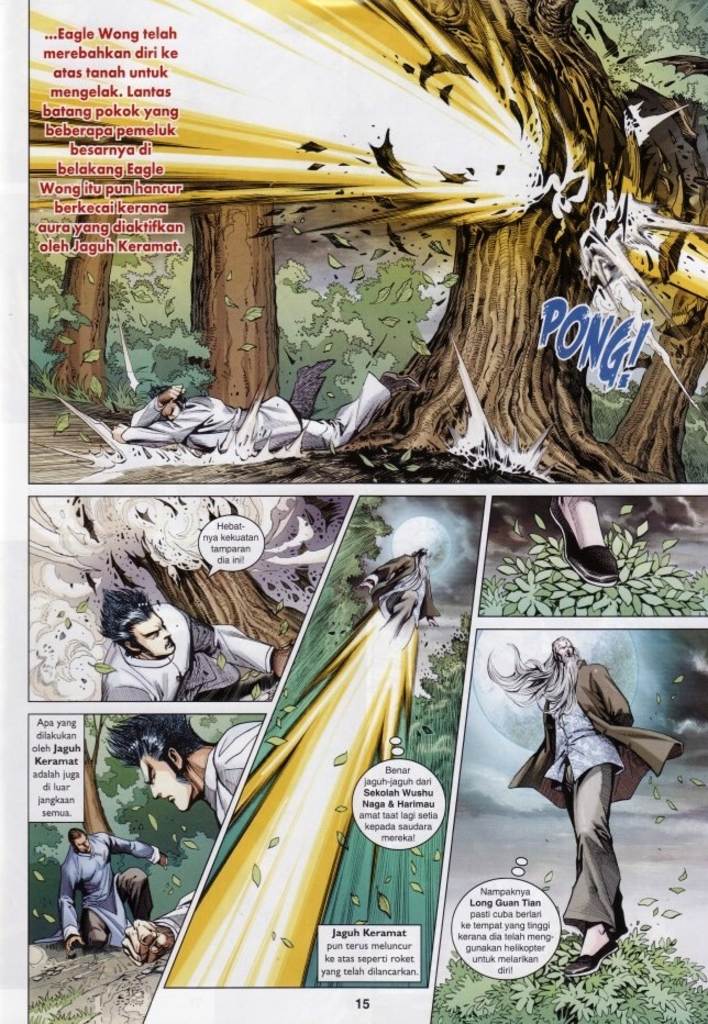 ...Eagle Wong telah
merebahkan diri ke
atas tanah untuk
mengelak. Lantas
batang pokok yang
beberapa pemeluk
besarnya di
belakang Eagle
Wong itu pun hancur
berkecai kerana
aura yang diaktifkan
oleh Jaguh Keramat.
PONG!
Hebat-
nya kekuatan
tamparan
dia ini!
Apa yang
dilakukan
oleh Jaguh
Keramat
adalah juga
di luar
jangkaan
semua.
Benar
jaguh-jaguh dari
Sekolah Wushu
Naga & Harimau
amat taat lagi setia
kepada saudara
mereka!
Jaguh Keramat
pun terus meluncur
ke atas seperti roket
yang telah dilancarkan.
Nampaknya
Long Guan Tian
pasti cuba berlari
ke tempat yang tinggi
kerana dia telah meng-
gunakan helikopter
untuk melarikan
diri!
15